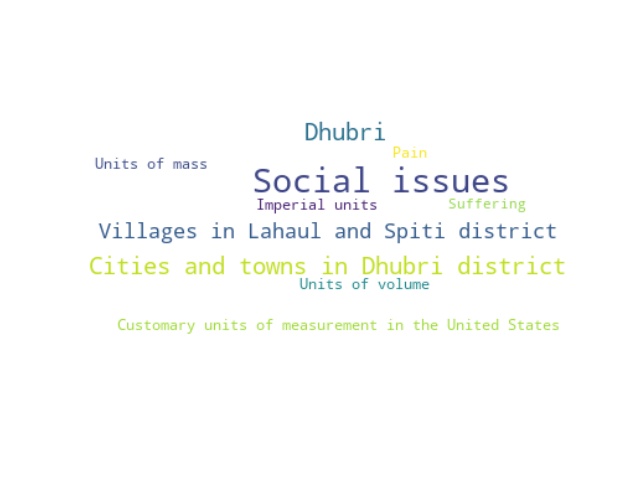 Dhubri
Pain
Units of mass
Social issues
Imperial units
Suffering
Villages in Lahaul and Spiti district
Cities and towns in Dhubri district
Units of volume
Customary units of measurement in the United States